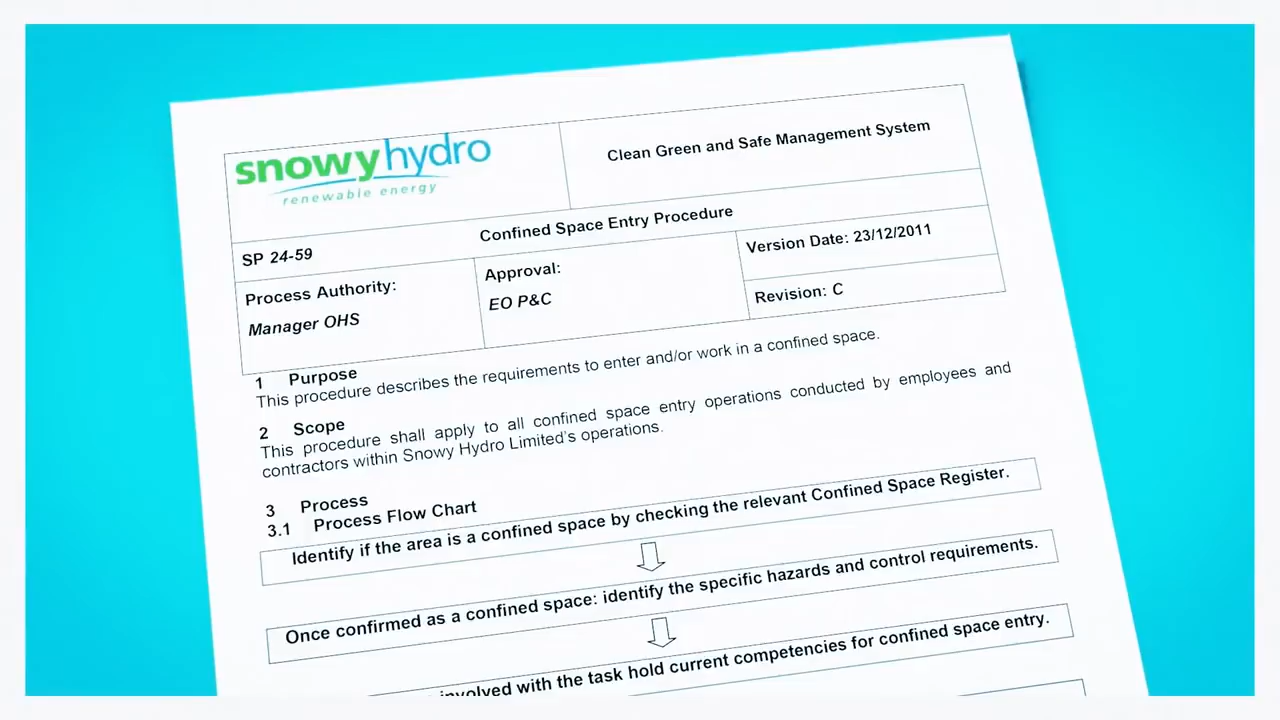 snowyhydro
renewable energy
Clean Green and Safe Management System
SP 24-59
Confined Space Entry Procedure
Process Authority:
Manager OHS
Approval:
EO P&C
Version Date: 23/12/2011
Revision: C
1 Purpose
This procedure describes the requirements to enter and/or work in a confined space.
2 Scope
This procedure shall apply to all confined space entry operations conducted by employees and
contractors within Snowy Hydro Limited's operations.
3 Process
3.1 Process Flow Chart
Identify if the area is a confined space by checking the relevant Confined Space Register.
Once confirmed as a confined space: identify the specific hazards and control requirements.
involved with the task hold current competencies for confined space entry.